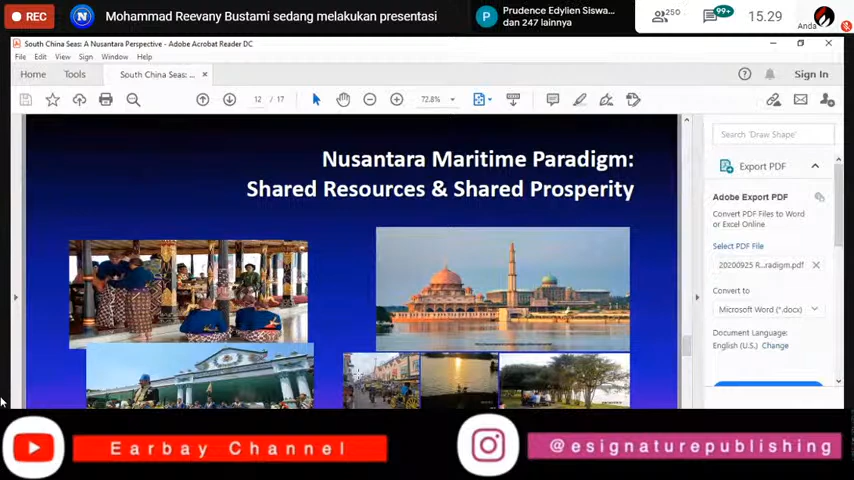 REC
N
Mohammad Reevany Bustami sedang melakukan presentasi
P
Prudence Edylien Siswa...
dan 247 lainnya
250
99+
15.29
Anda
South China Seas: A Nusantara Perspective - Adobe Acrobat Reader DC
File Edit View Sign Window Help
Home Tools South China Seas: ... ×
Sign In
12 / 17
72.8%
Nusantara Maritime Paradigm:
Shared Resources & Shared Prosperity
Search 'Draw Shape'
Export PDF
Adobe Export PDF
Convert PDF Files to Word
or Excel Online
Select PDF File
20200925 R...radigm.pdf
Convert to
Microsoft Word (*.docx)
Document Language:
English (U.S.) Change
Earbay Channel
@esignaturepublishing